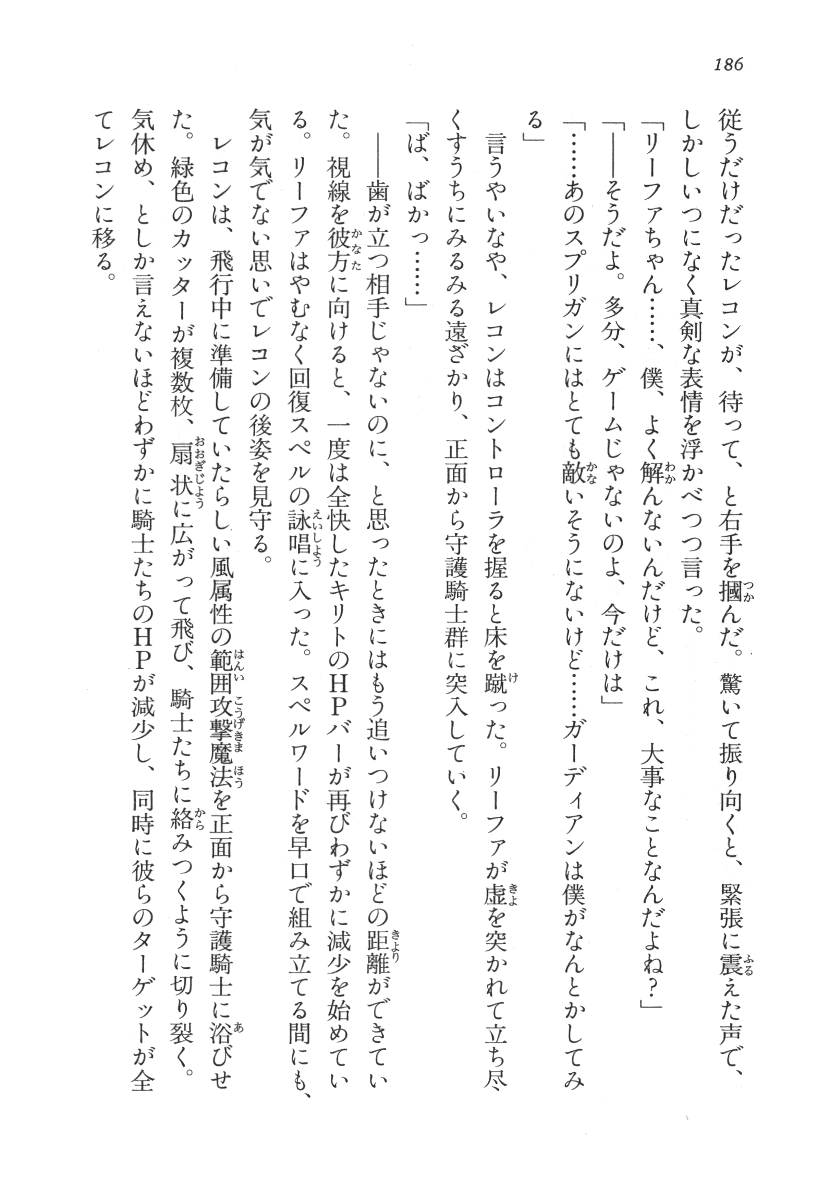 186
従うだけだったレコンが、待って、と右手を摑んだ。驚いて振り向くと、緊張に震えた声で、
しかしいつになく真剣な表情を浮かべつつ言った。
「リーファちゃん……、僕、よく解んないんだけど、これ、大事なことなんだよね？」
「――そうだよ。多分、ゲームじゃないのよ、今だけは」
「……あのスプリガンにはとても敵いそうにないけど……ガーディアンは僕がなんとかしてみ
る」
言うやいなや、レコンはコントローラを握ると床を蹴った。リーファが虚を突かれて立ち尽
くすうちにみるみる遠ざかり、正面から守護騎士群に突入していく。
「ば、ばかっ……」
――歯が立つ相手じゃないのに、と思ったときにはもう追いつけないほどの距離ができてい
た。視線を彼方に向けると、一度は全快したキリトのＨＰバーが再びわずかに減少を始めてい
る。リーファはやむなく回復スペルの詠唱に入った。スペルワードを早口で組み立てる間にも、
気が気でない思いでレコンの後姿を見守る。
レコンは、飛行中に準備していたらしい風属性の範囲攻撃魔法を正面から守護騎士に浴びせ
た。緑色のカッターが複数枚、扇状に広がって飛び、騎士たちに絡みつくように切り裂く。
気休め、としか言えないほどわずかに騎士たちのＨＰが減少し、同時に彼らのターゲットが全
てレコンに移る。